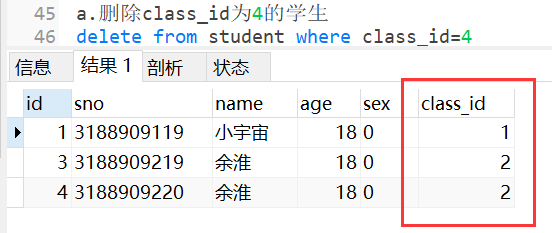 45 a.删除class_id为4的学生
46 delete from student where class_id=4
信息 结果 1 剖析 状态
id sno name age sex class_id
1 3188909119 小宇宙 18 0 1
3 3188909219 余淮 18 0 2
4 3188909220 余淮 18 0 2